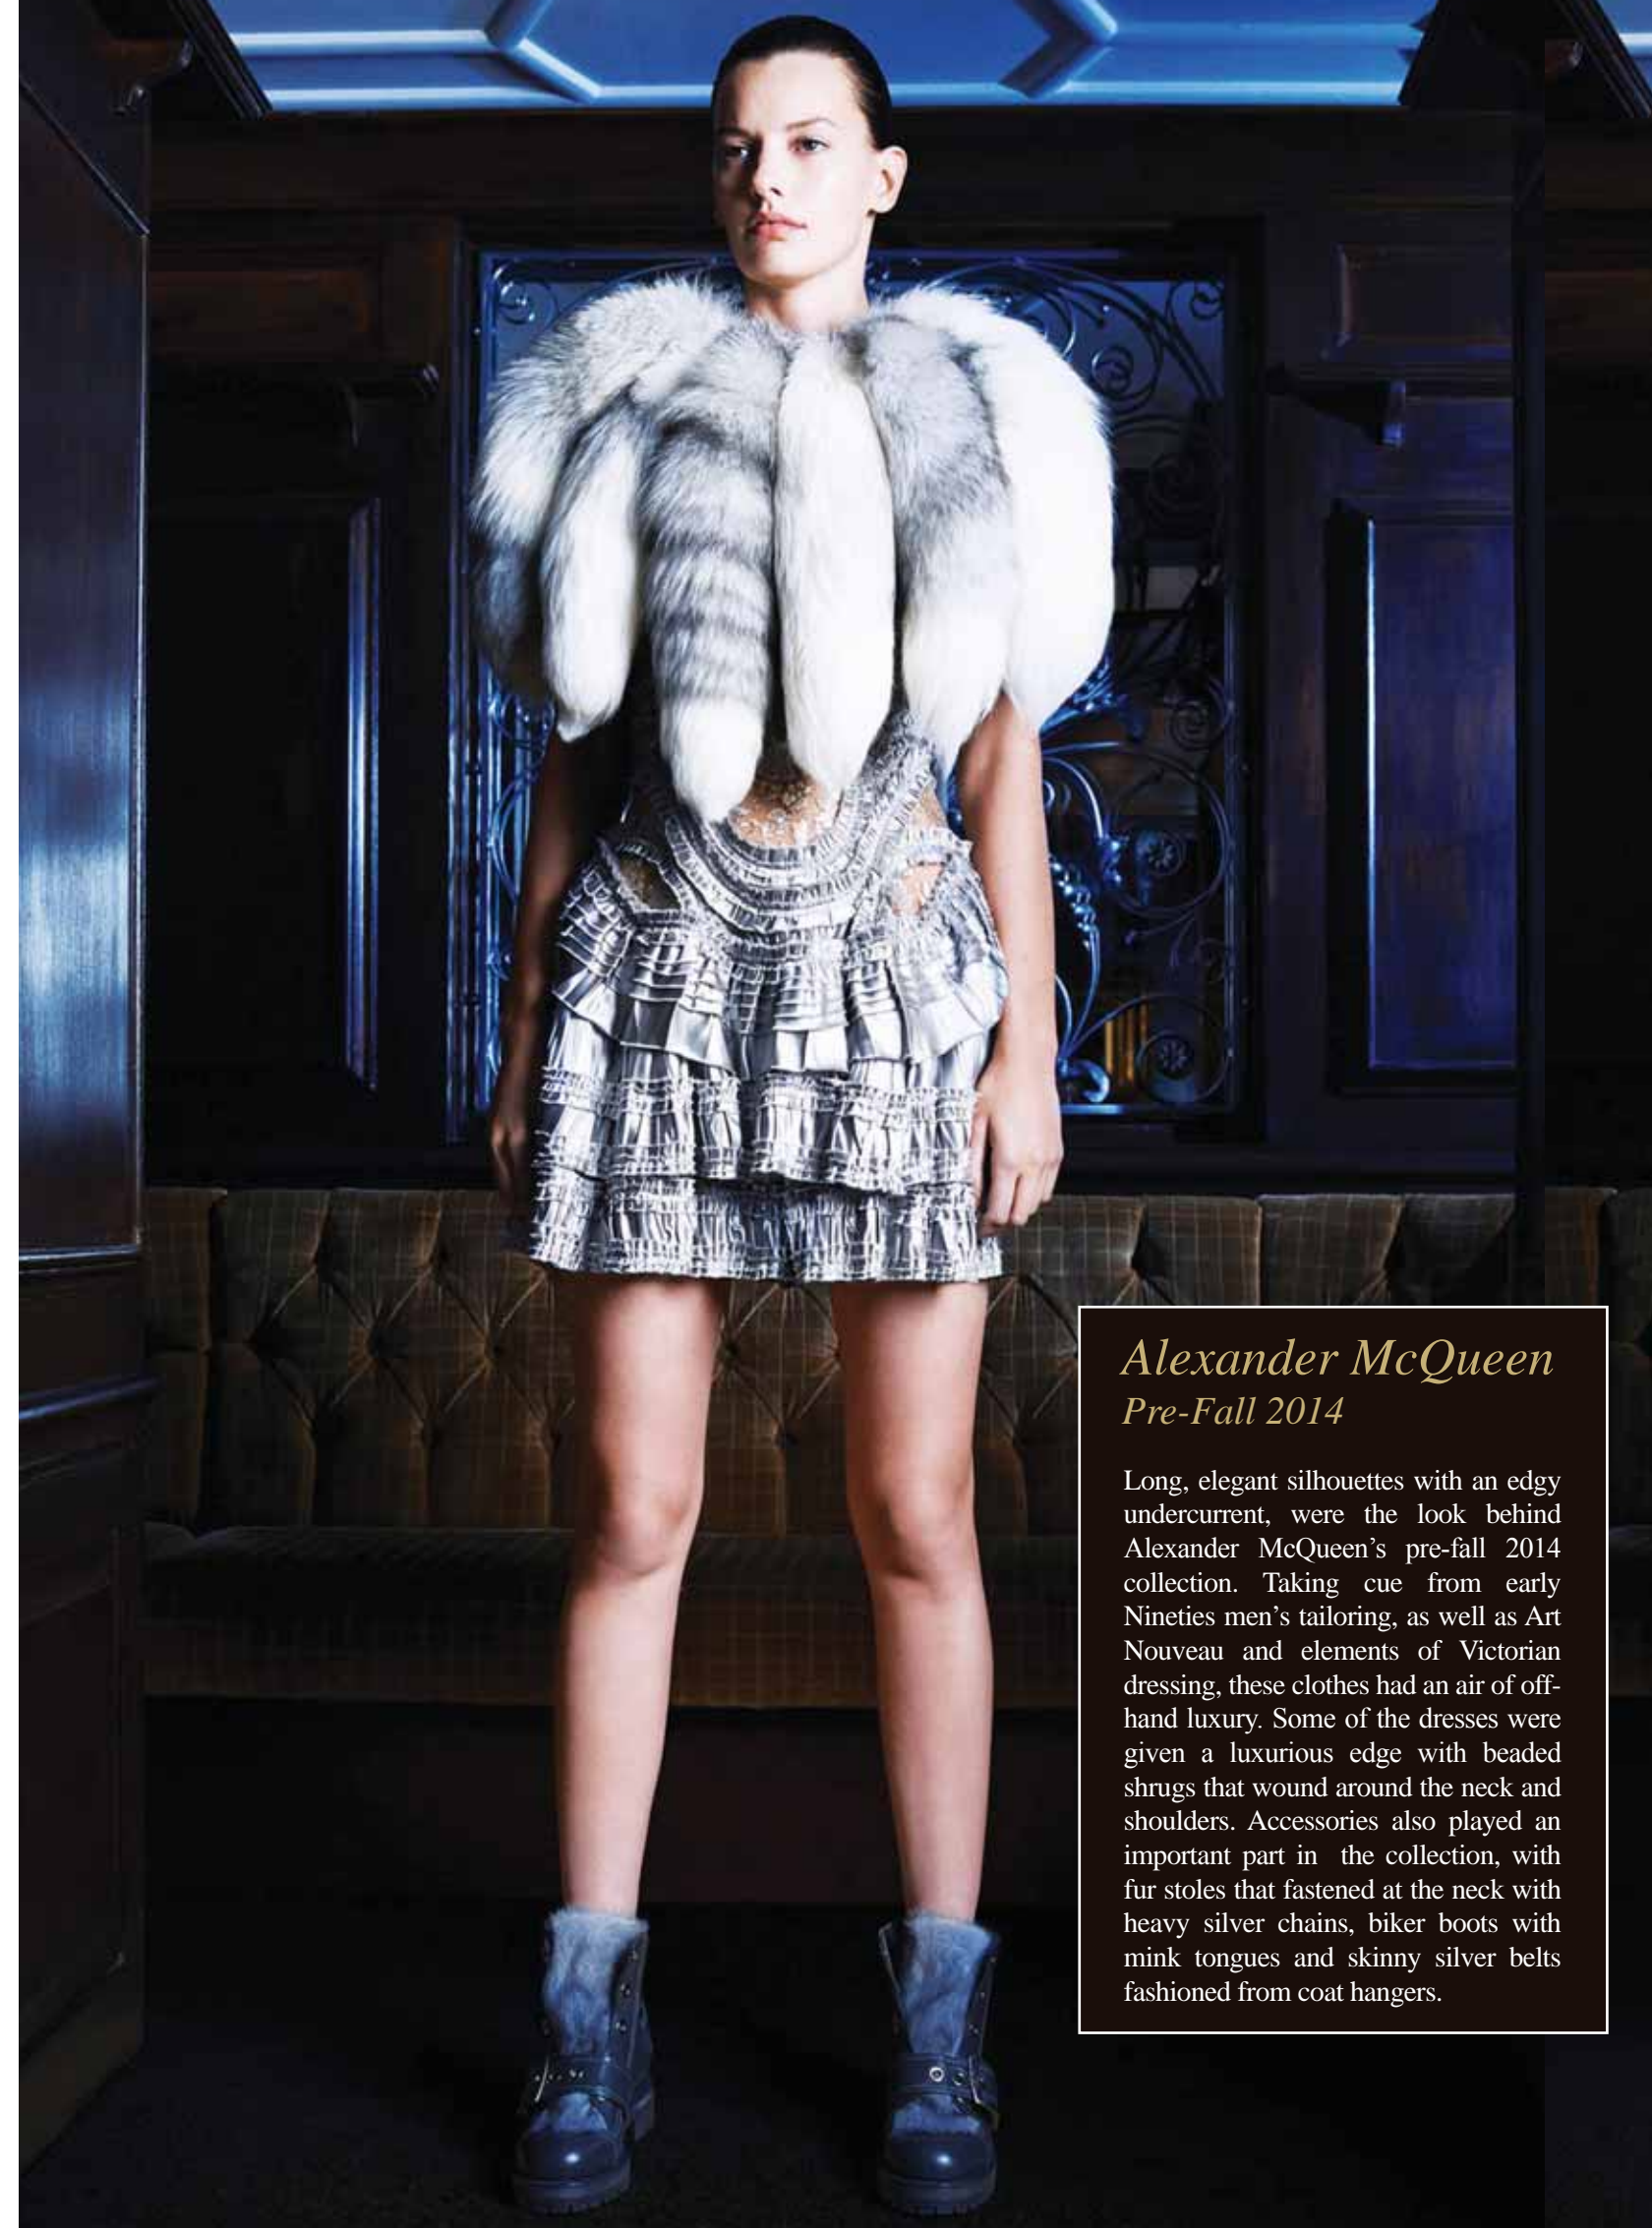 Alexander McQueen
Pre-Fall 2014
Long, elegant silhouettes with an edgy
undercurrent, were the look behind
Alexander McQueen’s pre-fall 2014
collection. Taking cue from early
Nineties men’s tailoring, as well as Art
Nouveau and elements of Victorian
dressing, these clothes had an air of off-
hand luxury. Some of the dresses were
given a luxurious edge with beaded
shrugs that wound around the neck and
shoulders. Accessories also played an
important part in the collection, with
fur stoles that fastened at the neck with
heavy silver chains, biker boots with
mink tongues and skinny silver belts
fashioned from coat hangers.